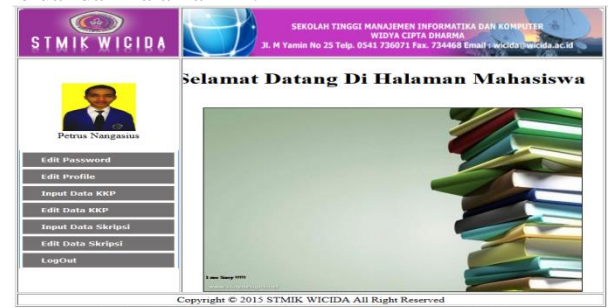 STMIK WICIDA
SEKOLAH TINGGI MANAJEMEN INFORMATIKA DAN KOMPUTER
WIDYA CIPTA DHARMA
Jl. M Yamin No 25 Telp. 0541 736071 Fax. 734468 Email : wicida@wicida.ac.id
Selamat Datang Di Halaman Mahasiswa
Petrus Nangasius
Edit Password
Edit Profile
Input Data KKP
Edit Data KKP
Input Data Skripsi
Edit Data Skripsi
LogOut
Copyright © 2015 STMIK WICIDA All Right Reserved